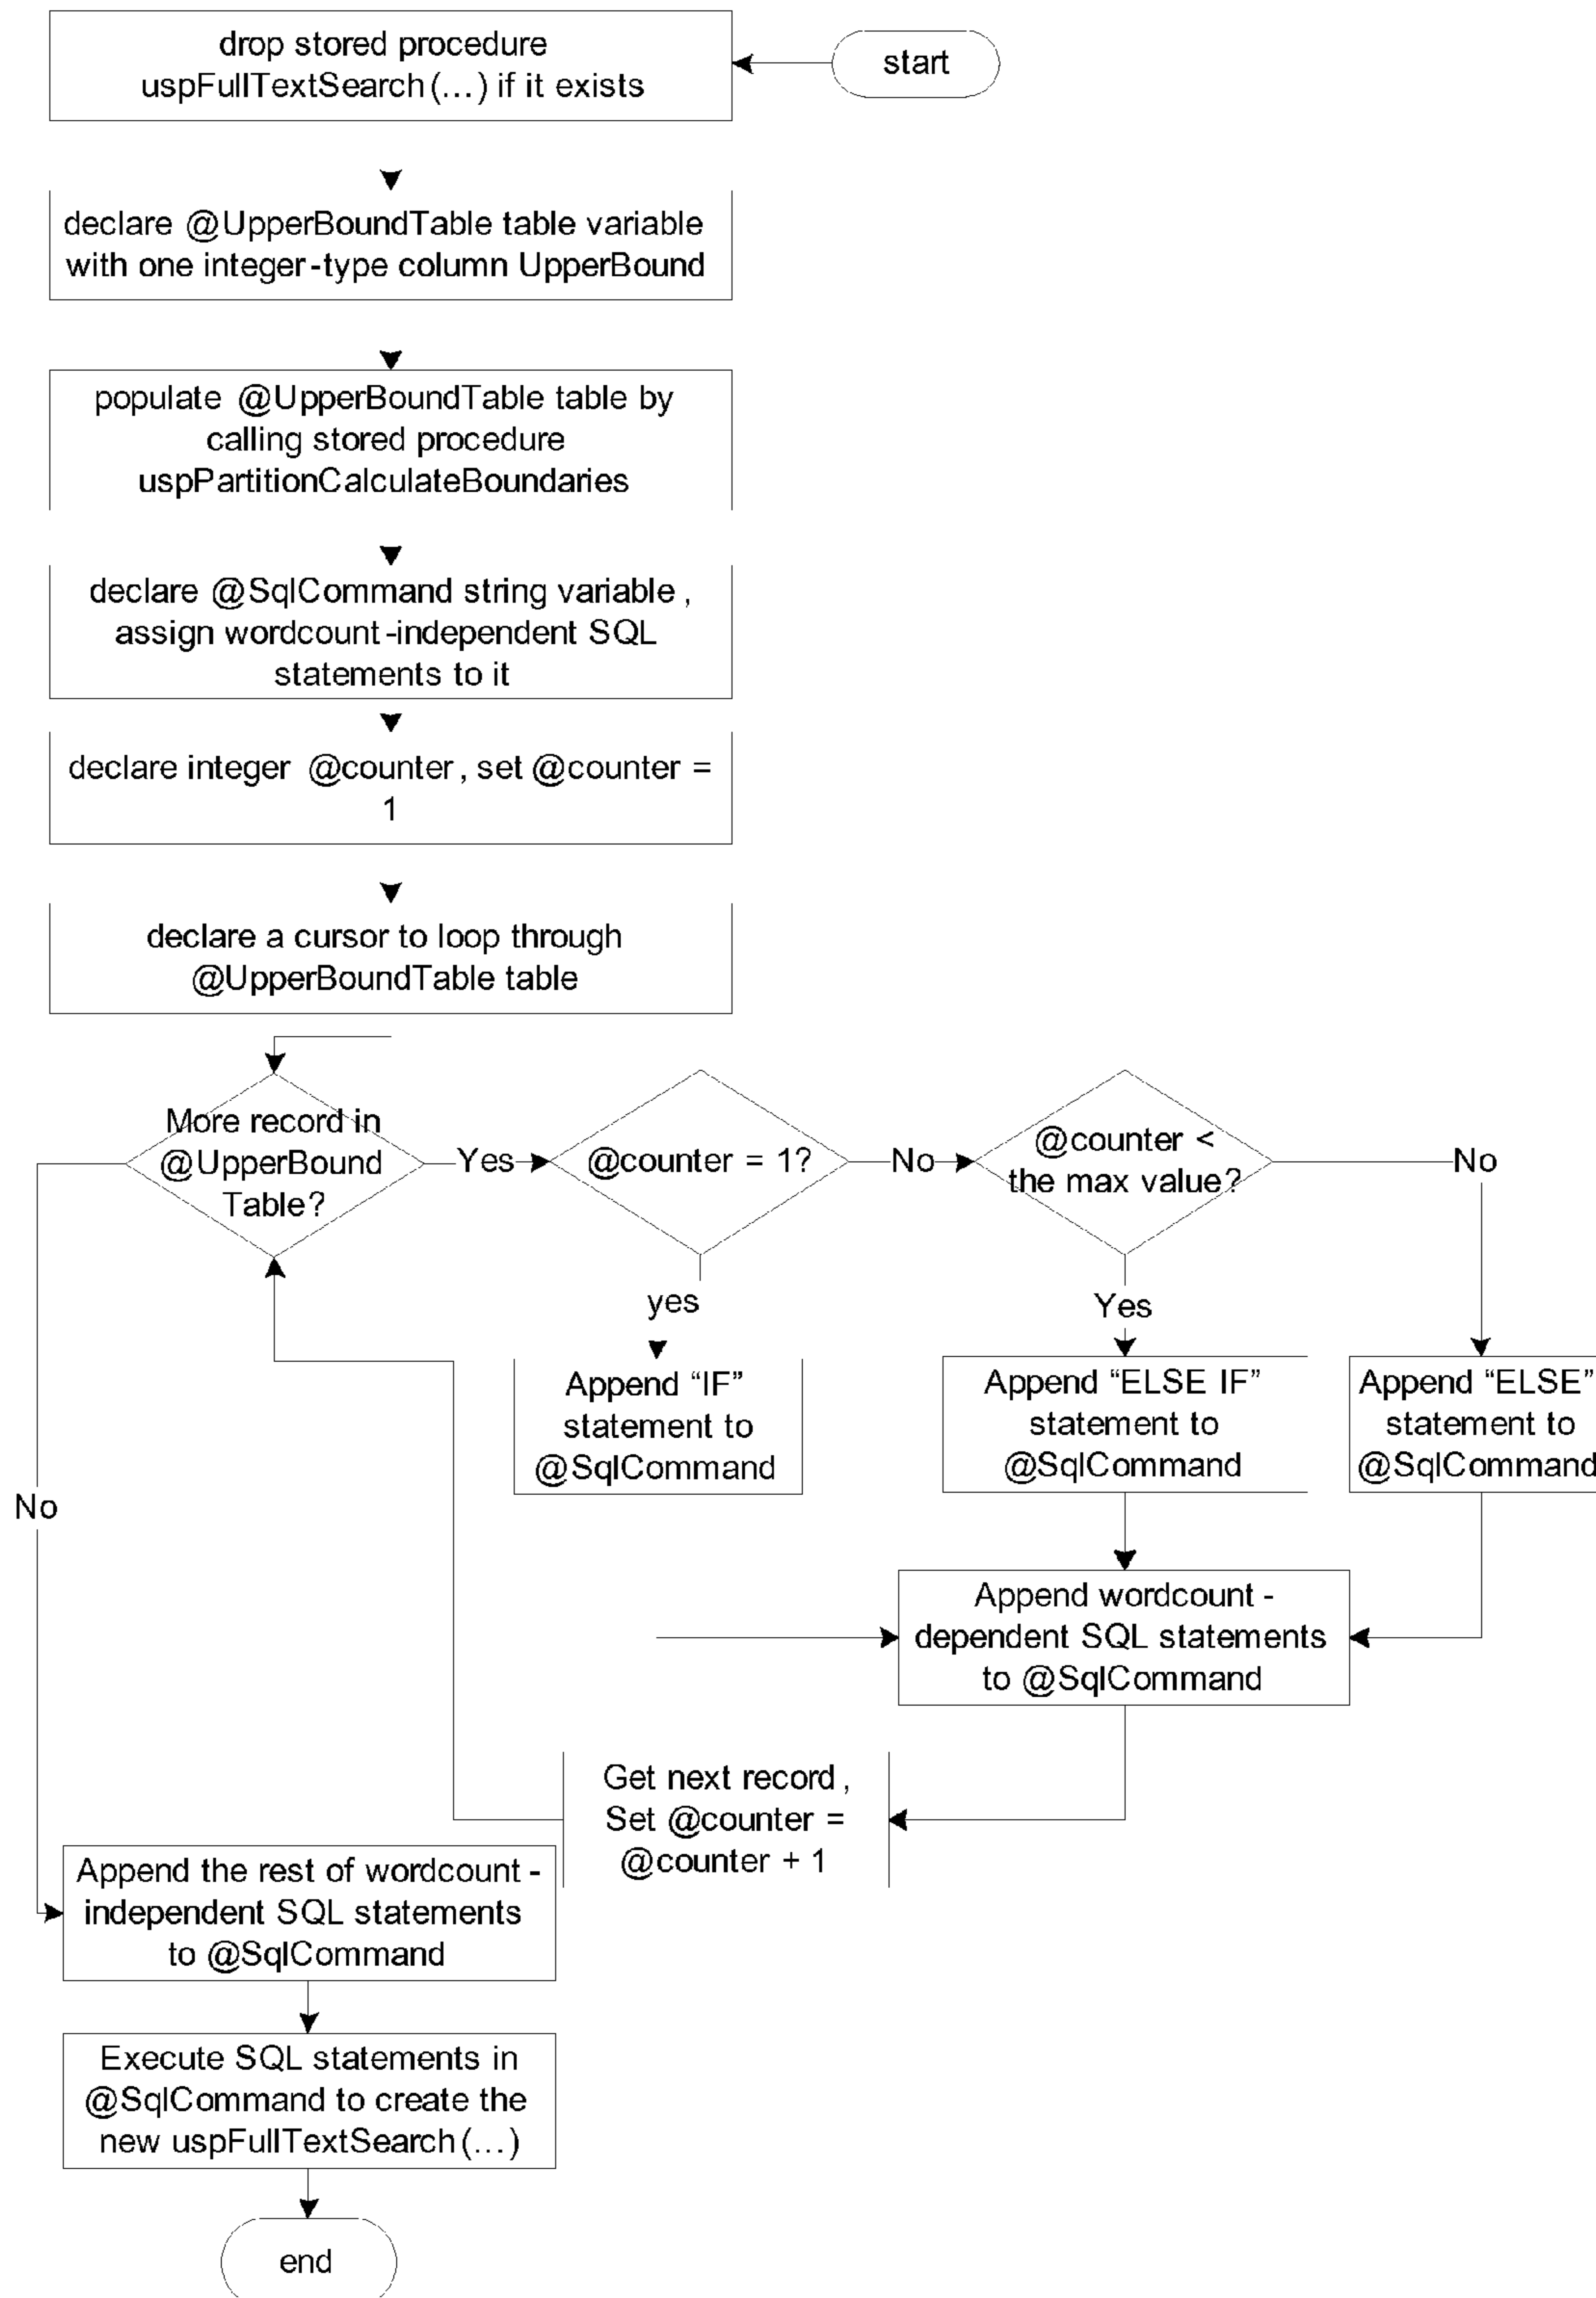 start
drop stored procedure
uspFullTextSearch(...) if it exists
declare @UpperBoundTable table variable
with one integer-type column UpperBound
populate @UpperBoundTable table by
calling stored procedure
uspPartitionCalculateBoundaries
declare @SqlCommand string variable,
assign wordcount-independent SQL
statements to it
declare integer @counter, set @counter =
1
declare a cursor to loop through
@UpperBoundTable table
More record in
@UpperBound
Table?
Yes
@counter = 1?
No
@counter <
the max value?
No
yes
Yes
Append “IF”
statement to
@SqlCommand
Append “ELSE IF”
statement to
@SqlCommand
Append “ELSE”
statement to
@SqlCommand
No
Append wordcount-
dependent SQL statements
to @SqlCommand
Get next record,
Set @counter =
@counter + 1
Append the rest of wordcount-
independent SQL statements
to @SqlCommand
Execute SQL statements in
@SqlCommand to create the
new uspFullTextSearch(...)
end